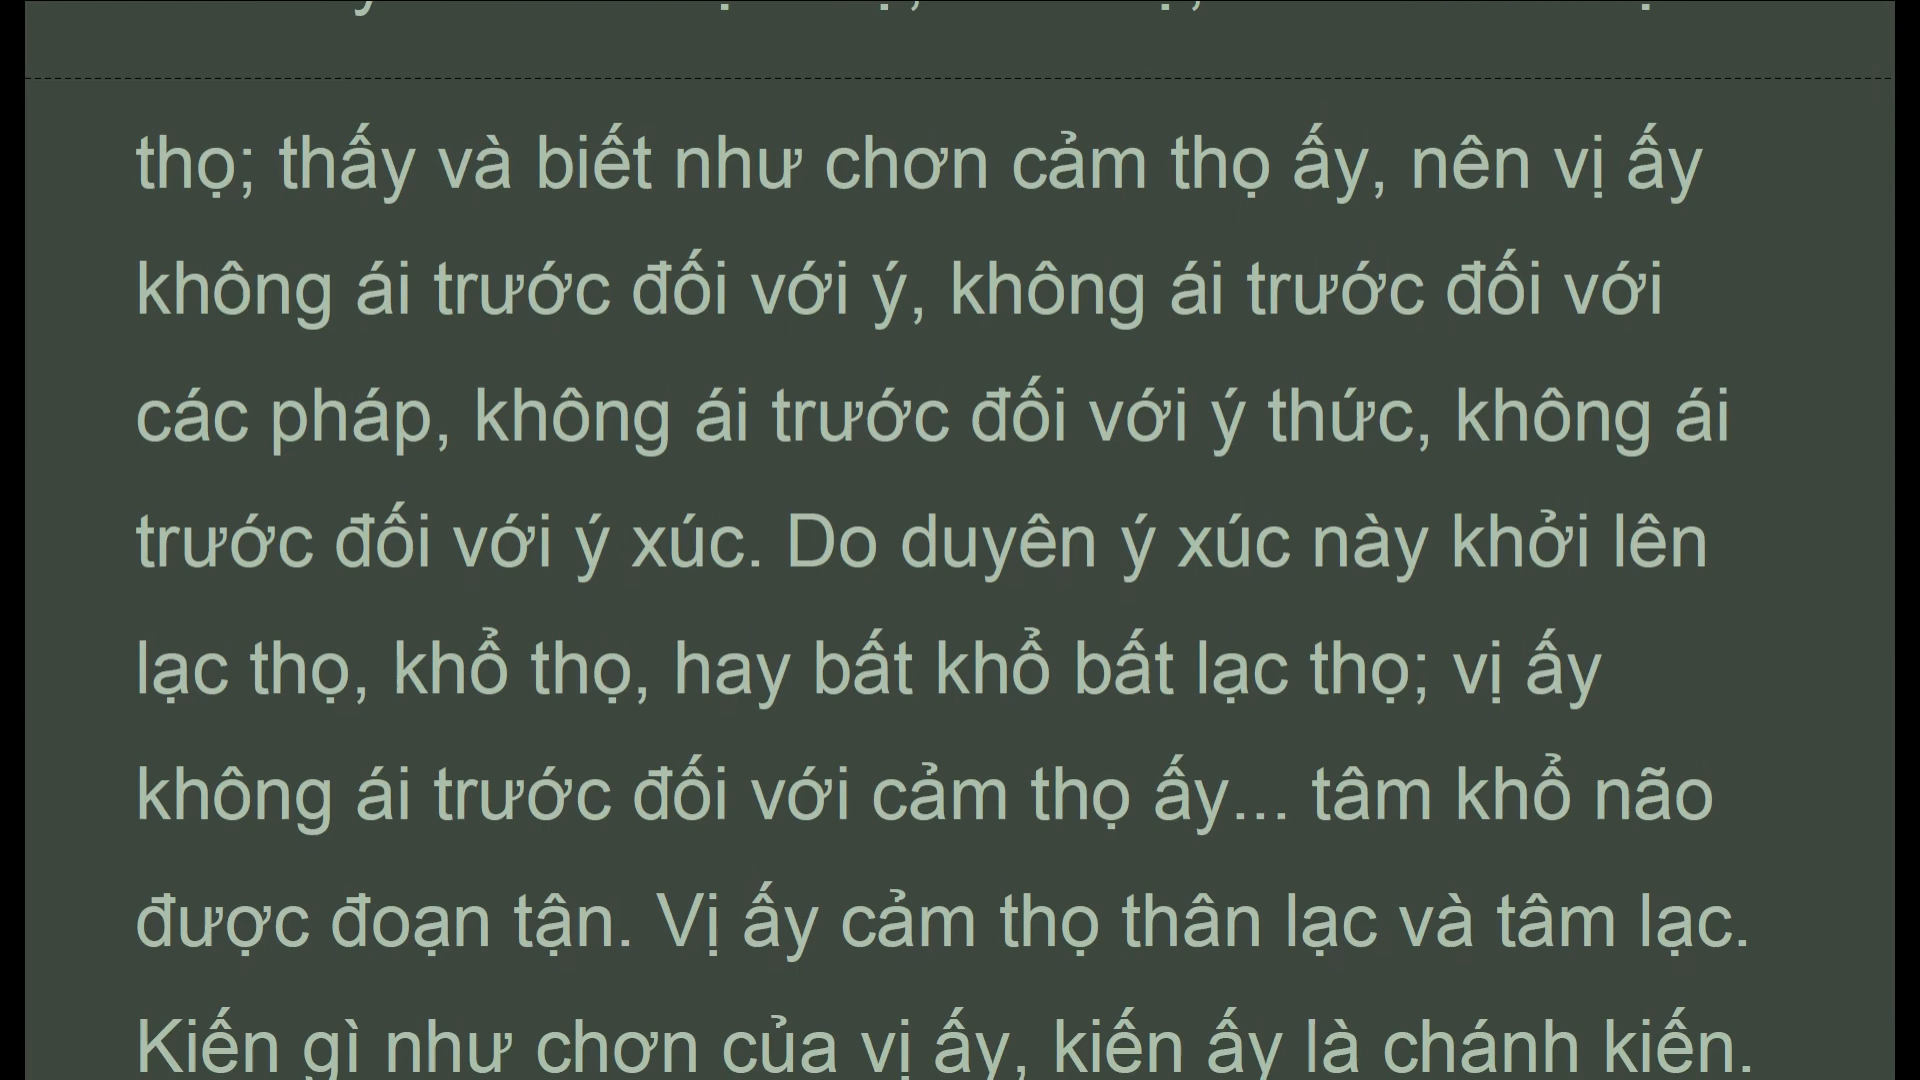 thọ; thấy và biết như chơn cảm thọ ấy, nên vị ấy
không ái trước đối với ý, không ái trước đối với
các pháp, không ái trước đối với ý thức, không ái
trước đối với ý xúc. Do duyên ý xúc này khởi lên
lạc thọ, khổ thọ, hay bất khổ bất lạc thọ; vị ấy
không ái trước đối với cảm thọ ấy... tâm khổ não
được đoạn tận. Vị ấy cảm thọ thân lạc và tâm lạc.
Kiến gì như chơn của vị ấy, kiến ấy là chánh kiến.